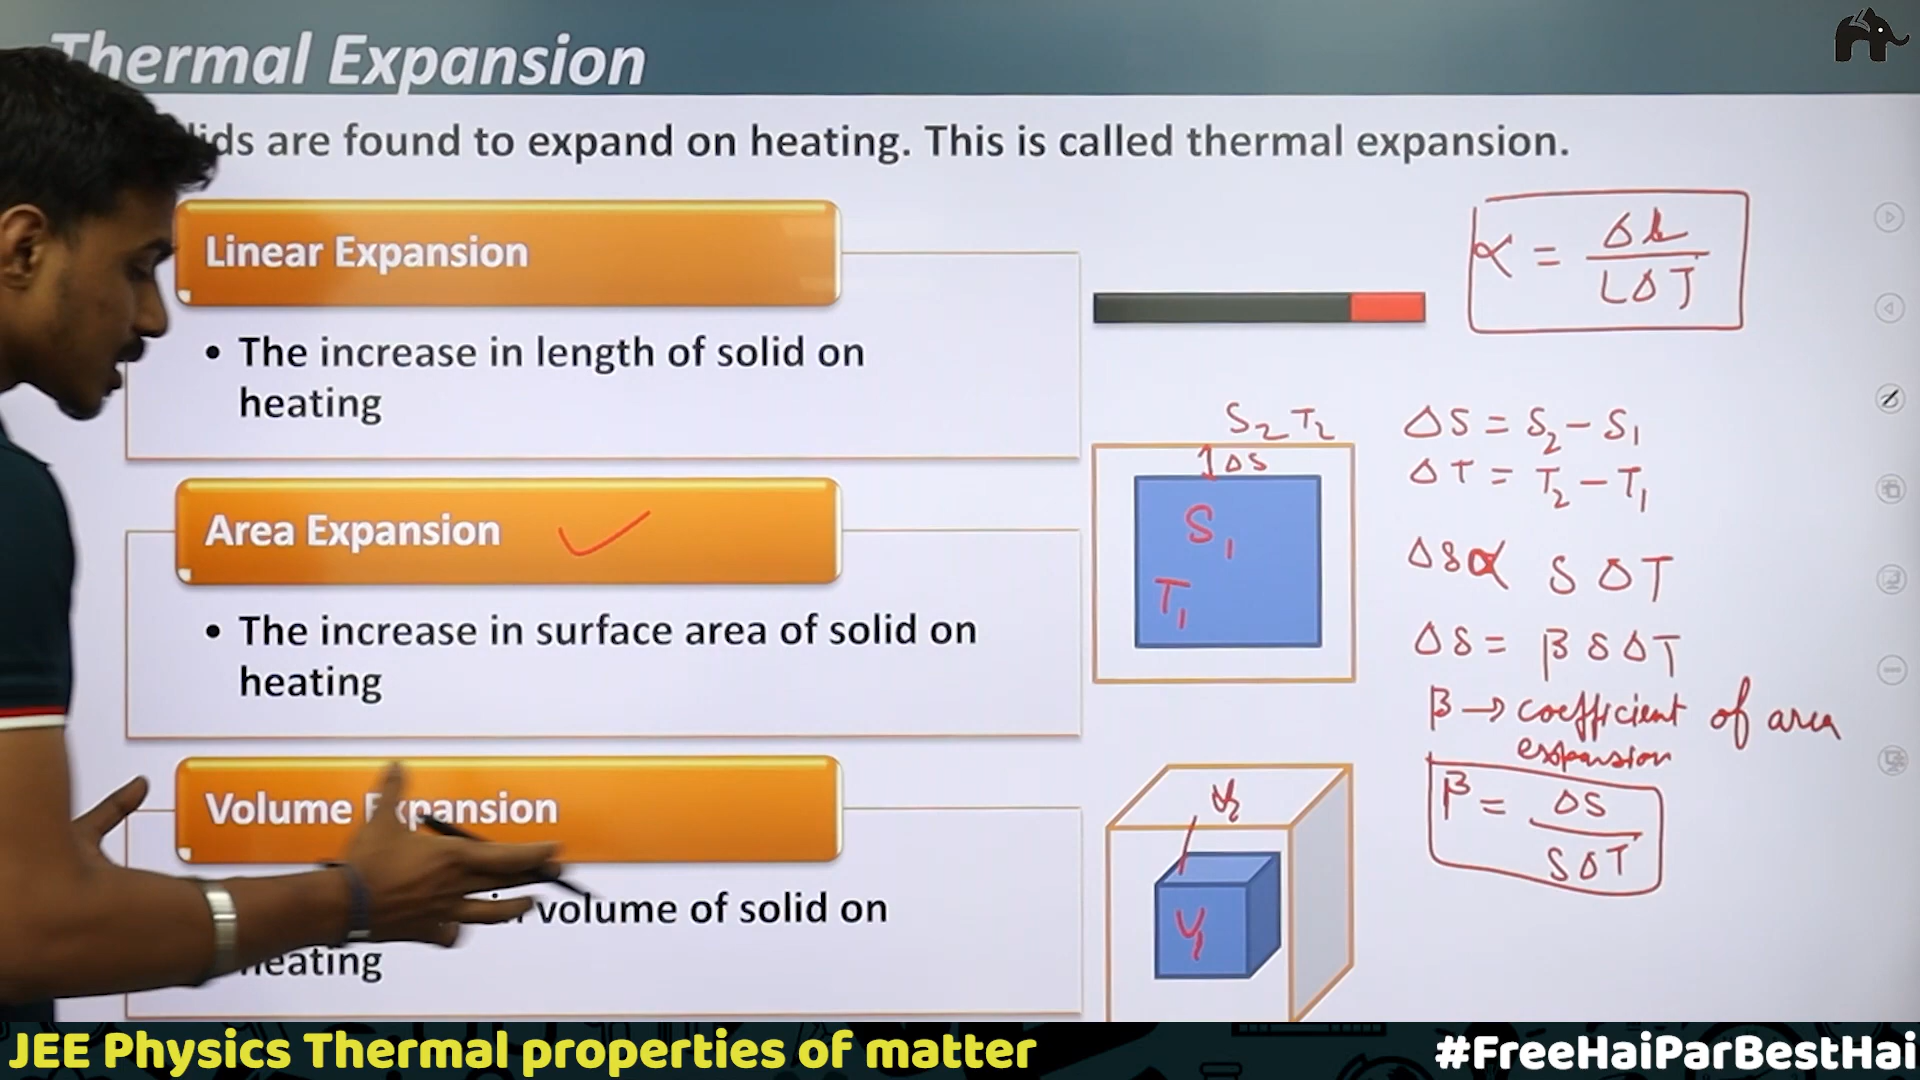 Thermal Expansion
lids are found to expand on heating. This is called thermal expansion.
Linear Expansion
• The increase in length of solid on
heating
α = ΔL / LΔT
Area Expansion ✓
• The increase in surface area of solid on
heating
S₂ T₂
ΔS
S₁
T₁
ΔS = S₂ - S₁
ΔT = T₂ - T₁
ΔS α S ΔT
ΔS = β S ΔT
β → coefficient of area
expansion
β = ΔS / SΔT
Volume Expansion
in volume of solid on
heating
V₁
JEE Physics Thermal properties of matter
#FreeHaiParBestHai